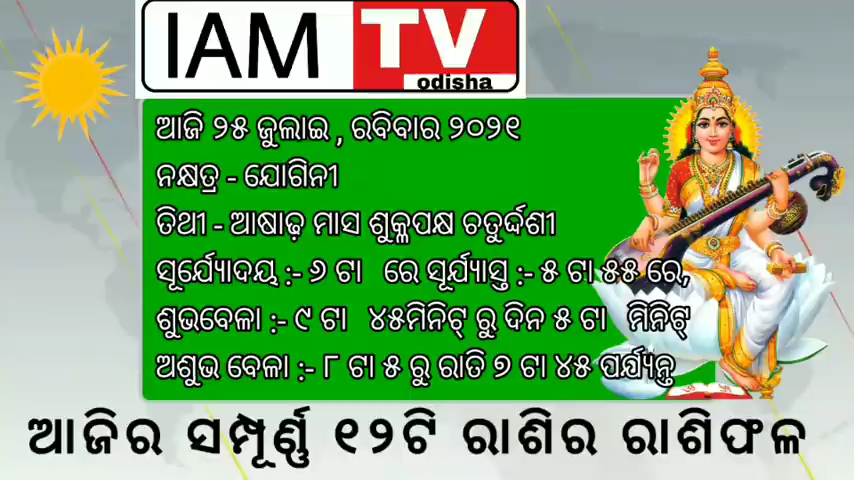 IAM TV
odisha
ଆଜି ୨୫ ଜୁଲାଇ , ରବିବାର ୨୦୨୧
ନକ୍ଷତ୍ର - ଯୋଗିନୀ
ତିଥୀ - ଆଷାଢ଼ ମାସ ଶୁକ୍ଳପକ୍ଷ ଚତୁର୍ଦ୍ଦଶୀ
ସୂର୍ଯ୍ୟୋଦୟ :- ୬ ଟା ରେ ସୂର୍ଯ୍ୟାସ୍ତ :- ୫ ଟା ୫୫ ରେ,
ଶୁଭବେଳା :- ୯ ଟା ୪୫ମିନିଟ୍ ରୁ ଦିନ ୫ ଟା ମିନିଟ୍
ଅଶୁଭ ବେଳା :- ୮ ଟା ୫ ରୁ ରାତି ୭ ଟା ୪୫ ପର୍ଯ୍ୟନ୍ତ
ଆଜିର ସମ୍ପୂର୍ଣ୍ଣ ୧୨ଟି ରାଶିର ରାଶିଫଳ